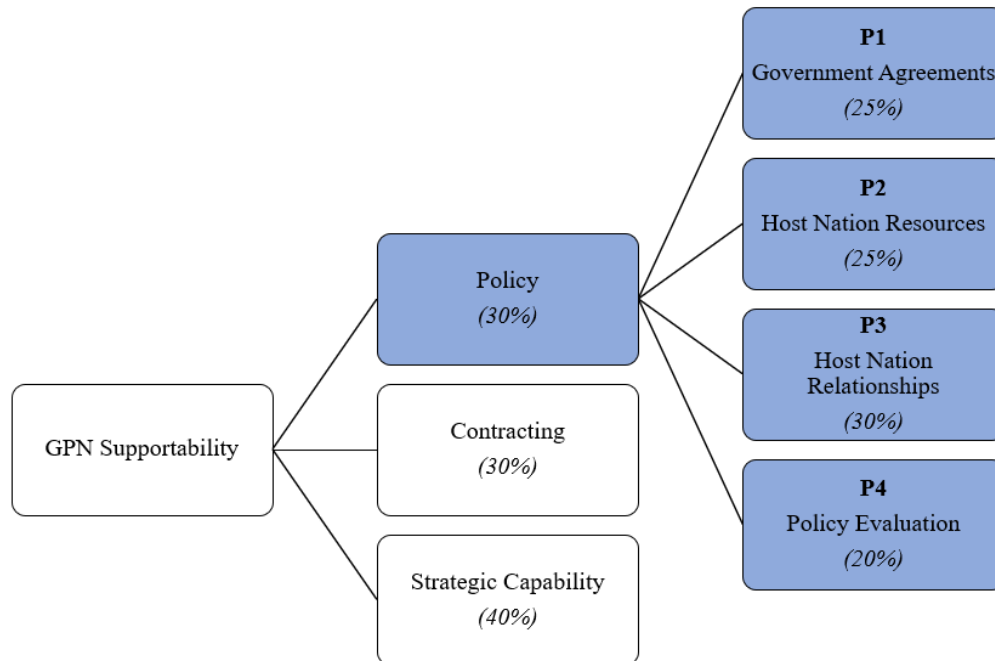 GPN Supportability
Policy
(30%)
Contracting
(30%)
Strategic Capability
(40%)
P1
Government Agreements
(25%)
P2
Host Nation Resources
(25%)
P3
Host Nation
Relationships
(30%)
P4
Policy Evaluation
(20%)